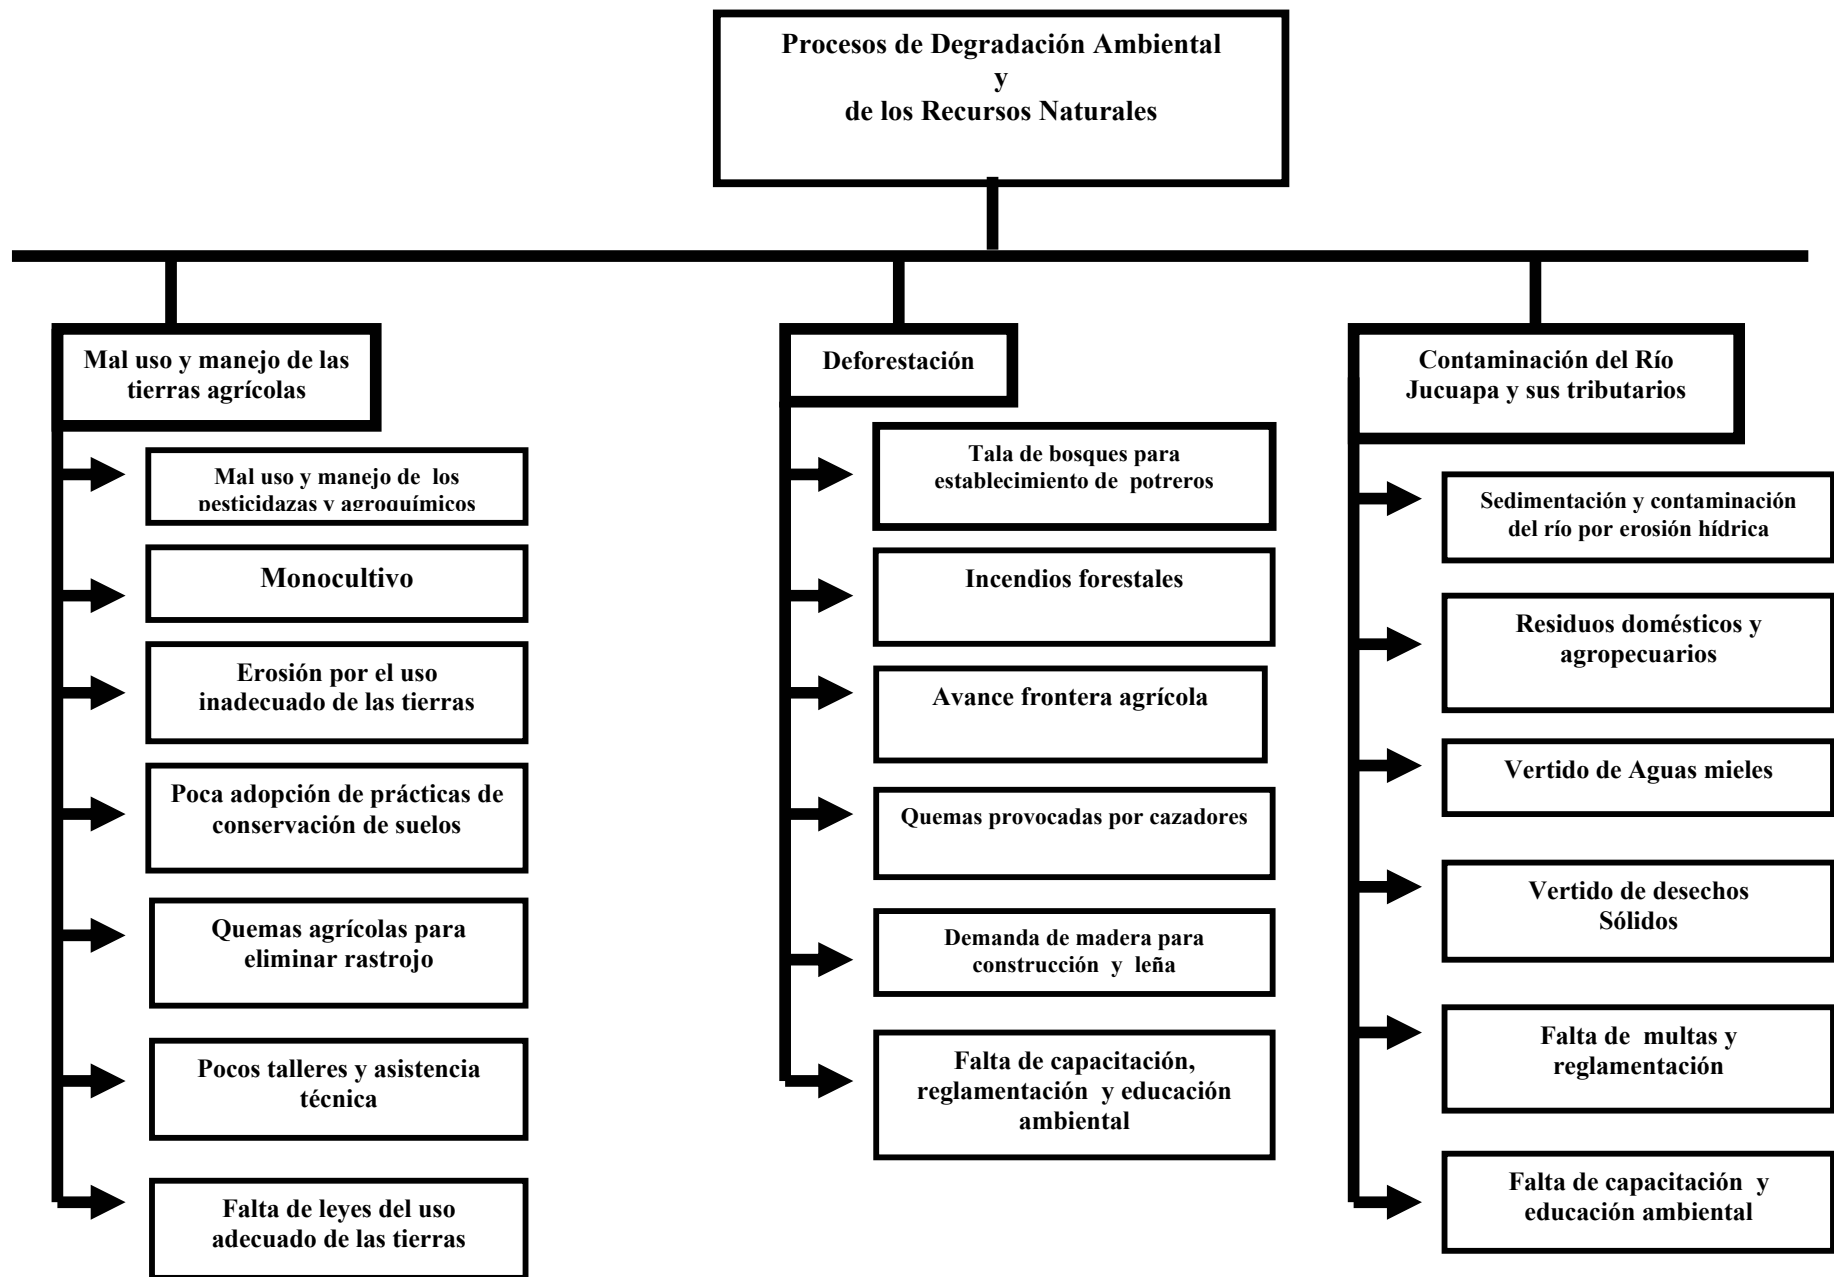 Procesos de Degradación Ambiental
y
de los Recursos Naturales
Mal uso y manejo de las
tierras agrícolas
Mal uso y manejo de los
pesticidazas y agroquímicos
Monocultivo
Erosión por el uso
inadecuado de las tierras
Poca adopción de prácticas de
conservación de suelos
Quemas agrícolas para
eliminar rastrojo
Pocos talleres y asistencia
técnica
Falta de leyes del uso
adecuado de las tierras
Deforestación
Tala de bosques para
establecimiento de potreros
Incendios forestales
Avance frontera agrícola
Quemas provocadas por cazadores
Demanda de madera para
construcción y leña
Falta de capacitación,
reglamentación y educación
ambiental
Contaminación del Río
Jucuapa y sus tributarios
Sedimentación y contaminación
del río por erosión hídrica
Residuos domésticos y
agropecuarios
Vertido de Aguas mieles
Vertido de desechos
Sólidos
Falta de multas y
reglamentación
Falta de capacitación y
educación ambiental